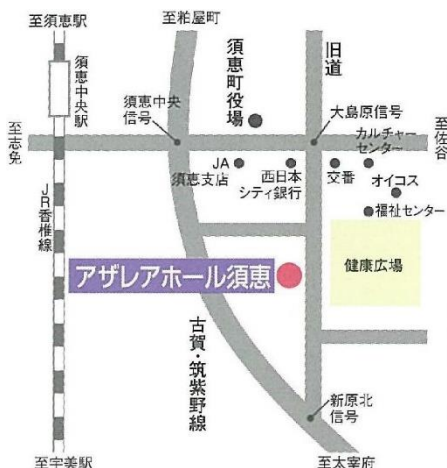 至須恵駅
至粕屋町
須恵中央駅
須恵町役場
旧道
須恵中央
信号
大島原信号
至志免
至佐谷
カルチャー
センター
JA
須恵支店
西日本
シティ銀行
交番
オイコス
福祉センター
JR香椎線
健康広場
アザレアホール須恵
古賀・筑紫野線
新原北
信号
至宇美駅
至太宰府